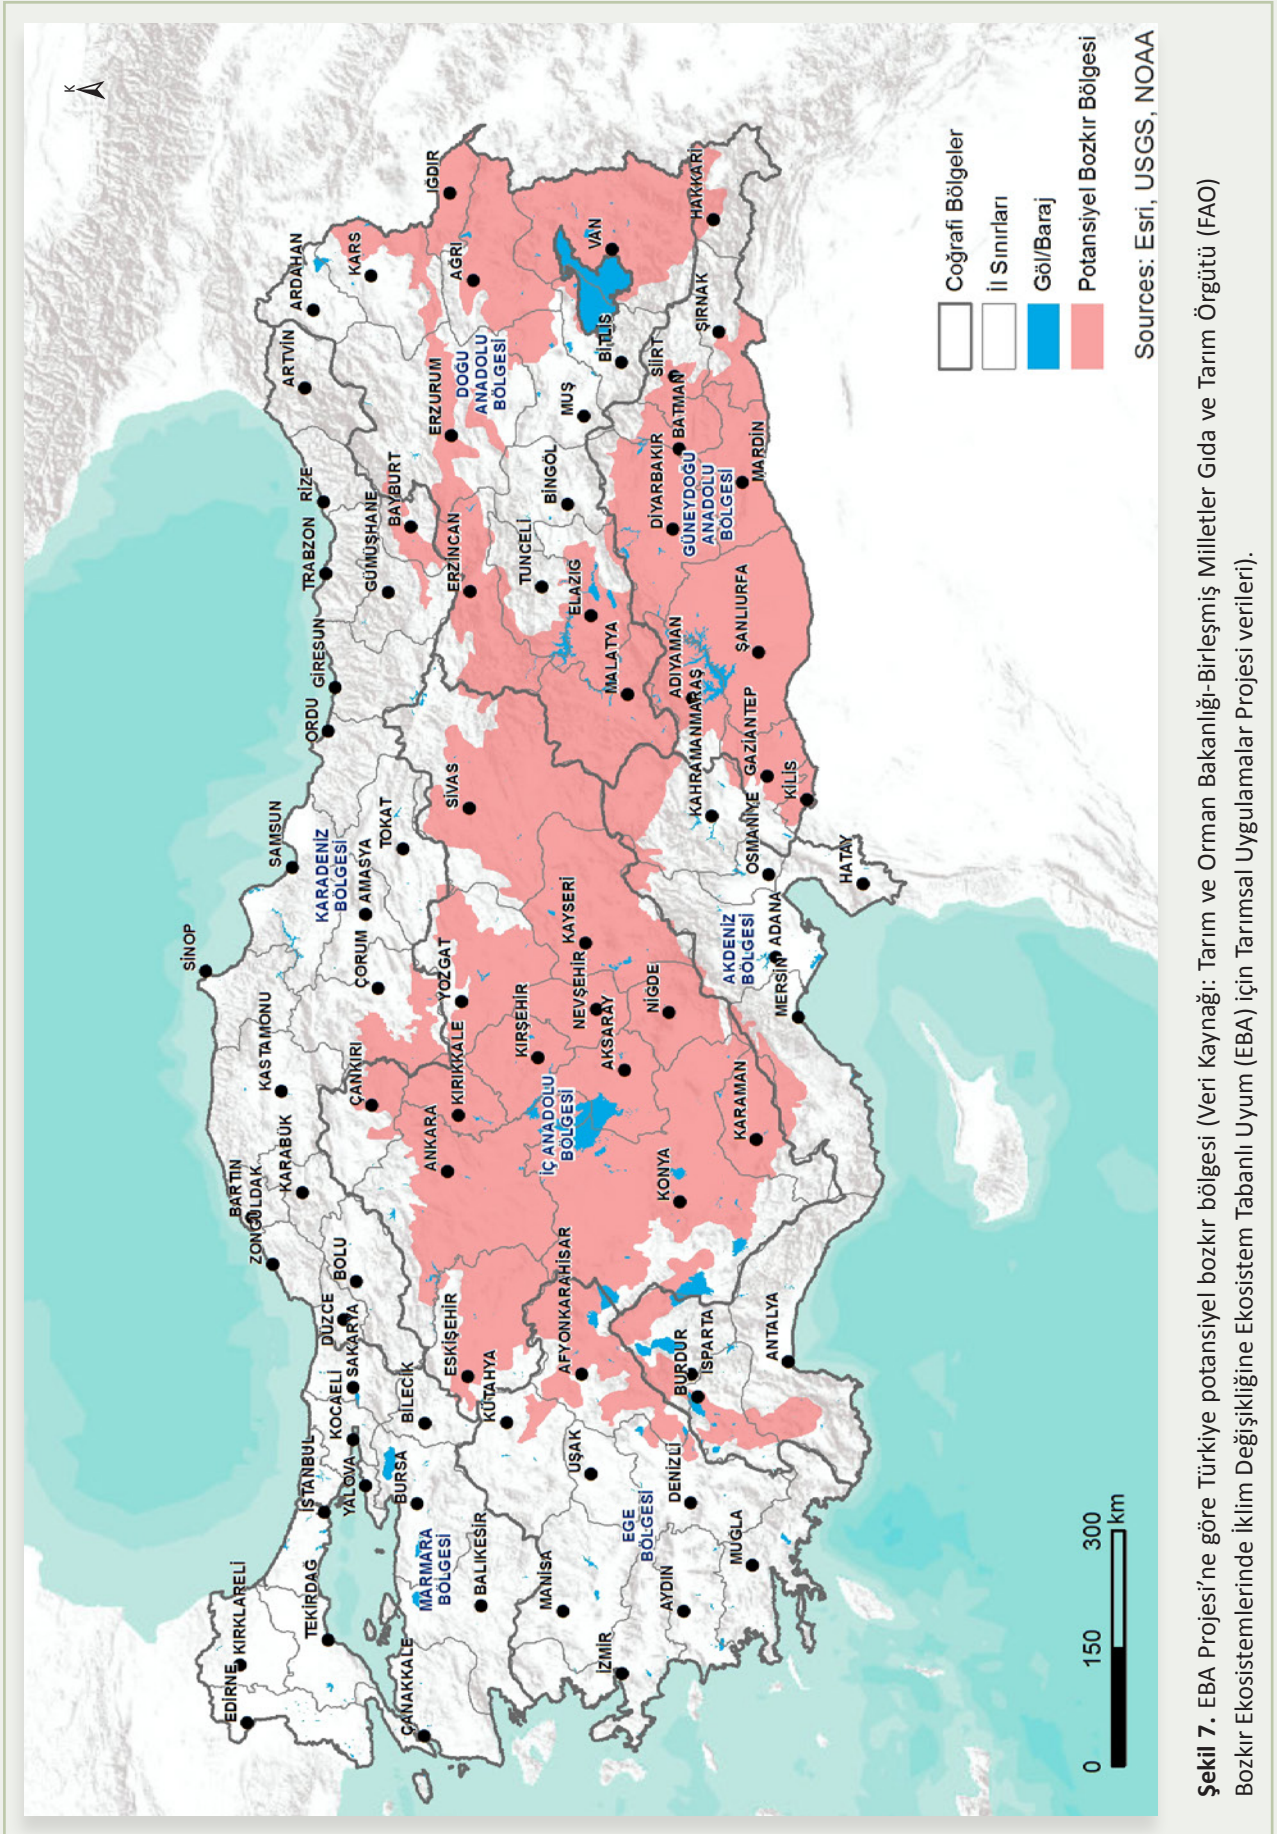 K
EDİRNE
KIRKLARELİ
TEKİRDAĞ
İSTANBUL
YALOVA
KOCAELİ
SAKARYA
DÜZCE
BOLU
ZONGULDAK
BARTIN
KARABÜK
KASTAMONU
SİNOP
SAMSUN
ORDU
GİRESUN
TRABZON
RİZE
ARTVİN
ARDAHAN
KARS
IĞDIR
ÇANAKKALE
MARMARA
BÖLGESİ
BALIKESİR
BURSA
BİLECİK
ESKİŞEHİR
KÜTAHYA
ANKARA
KIRIKKALE
ÇANKIRI
ÇORUM
KARADENİZ
BÖLGESİ
AMASYA
TOKAT
YOZGAT
SİVAS
GÜMÜŞHANE
BAYBURT
ERZİNCAN
ERZURUM
DOĞU
ANADOLU
BÖLGESİ
AĞRI
MANİSA
İZMİR
UŞAK
EGE
BÖLGESİ
AYDIN
DENİZLİ
MUĞLA
AFYONKARAHİSAR
BURDUR
ISPARTA
ANTALYA
İÇ ANADOLU
BÖLGESİ
KONYA
KARAMAN
KIRŞEHİR
NEVŞEHİR
AKSARAY
KAYSERİ
NİĞDE
AKDENİZ
BÖLGESİ
MERSİN
ADANA
OSMANİYE
HATAY
KAHRAMANMARAŞ
GAZİANTEP
KİLİS
MALATYA
ADIYAMAN
ŞANLIURFA
ELAZIĞ
TUNCELİ
BİNGÖL
MUŞ
BİTLİS
VAN
HAKKARİ
ŞIRNAK
SİİRT
BATMAN
DİYARBAKIR
GÜNEYDOĞU
ANADOLU
BÖLGESİ
MARDİN
0 150 300
km
Coğrafi Bölgeler
İl Sınırları
Göl/Baraj
Potansiyel Bozkır Bölgesi
Sources: Esri, USGS, NOAA
Şekil 7. EBA Projesi’ne göre Türkiye potansiyel bozkır bölgesi (Veri Kaynağı: Tarım ve Orman Bakanlığı-Birleşmiş Milletler Gıda ve Tarım Örgütü (FAO)
Bozkır Ekosistemlerinde İklim Değişikliğine Ekosistem Tabanlı Uyum (EBA) için Tarımsal Uygulamalar Projesi verileri).